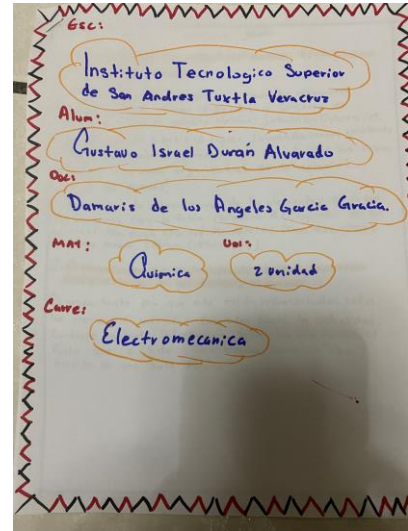 Esc:
Instituto Tecnologico Superior
de San Andres Tuxtla Veracruz
Alum:
Gustavo Israel Durán Alvarado
Doc:
Damaris de los Angeles Garcia Gracia.
MAT: Uni:
Quimica 2 unidad
Carre:
Electromecanica